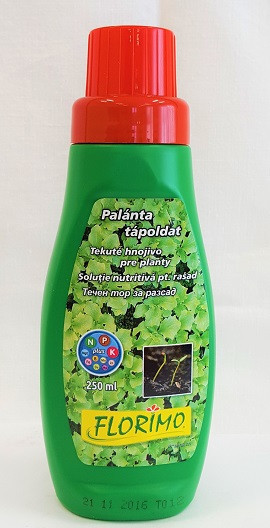 Palánta
tápoldat
Tekuté hnojivo
pre planty
Soluţie nutritivă pt. răsad
Течен тор за разсад
N P K
plus
250 ml
FLORIMO
21 11 2016